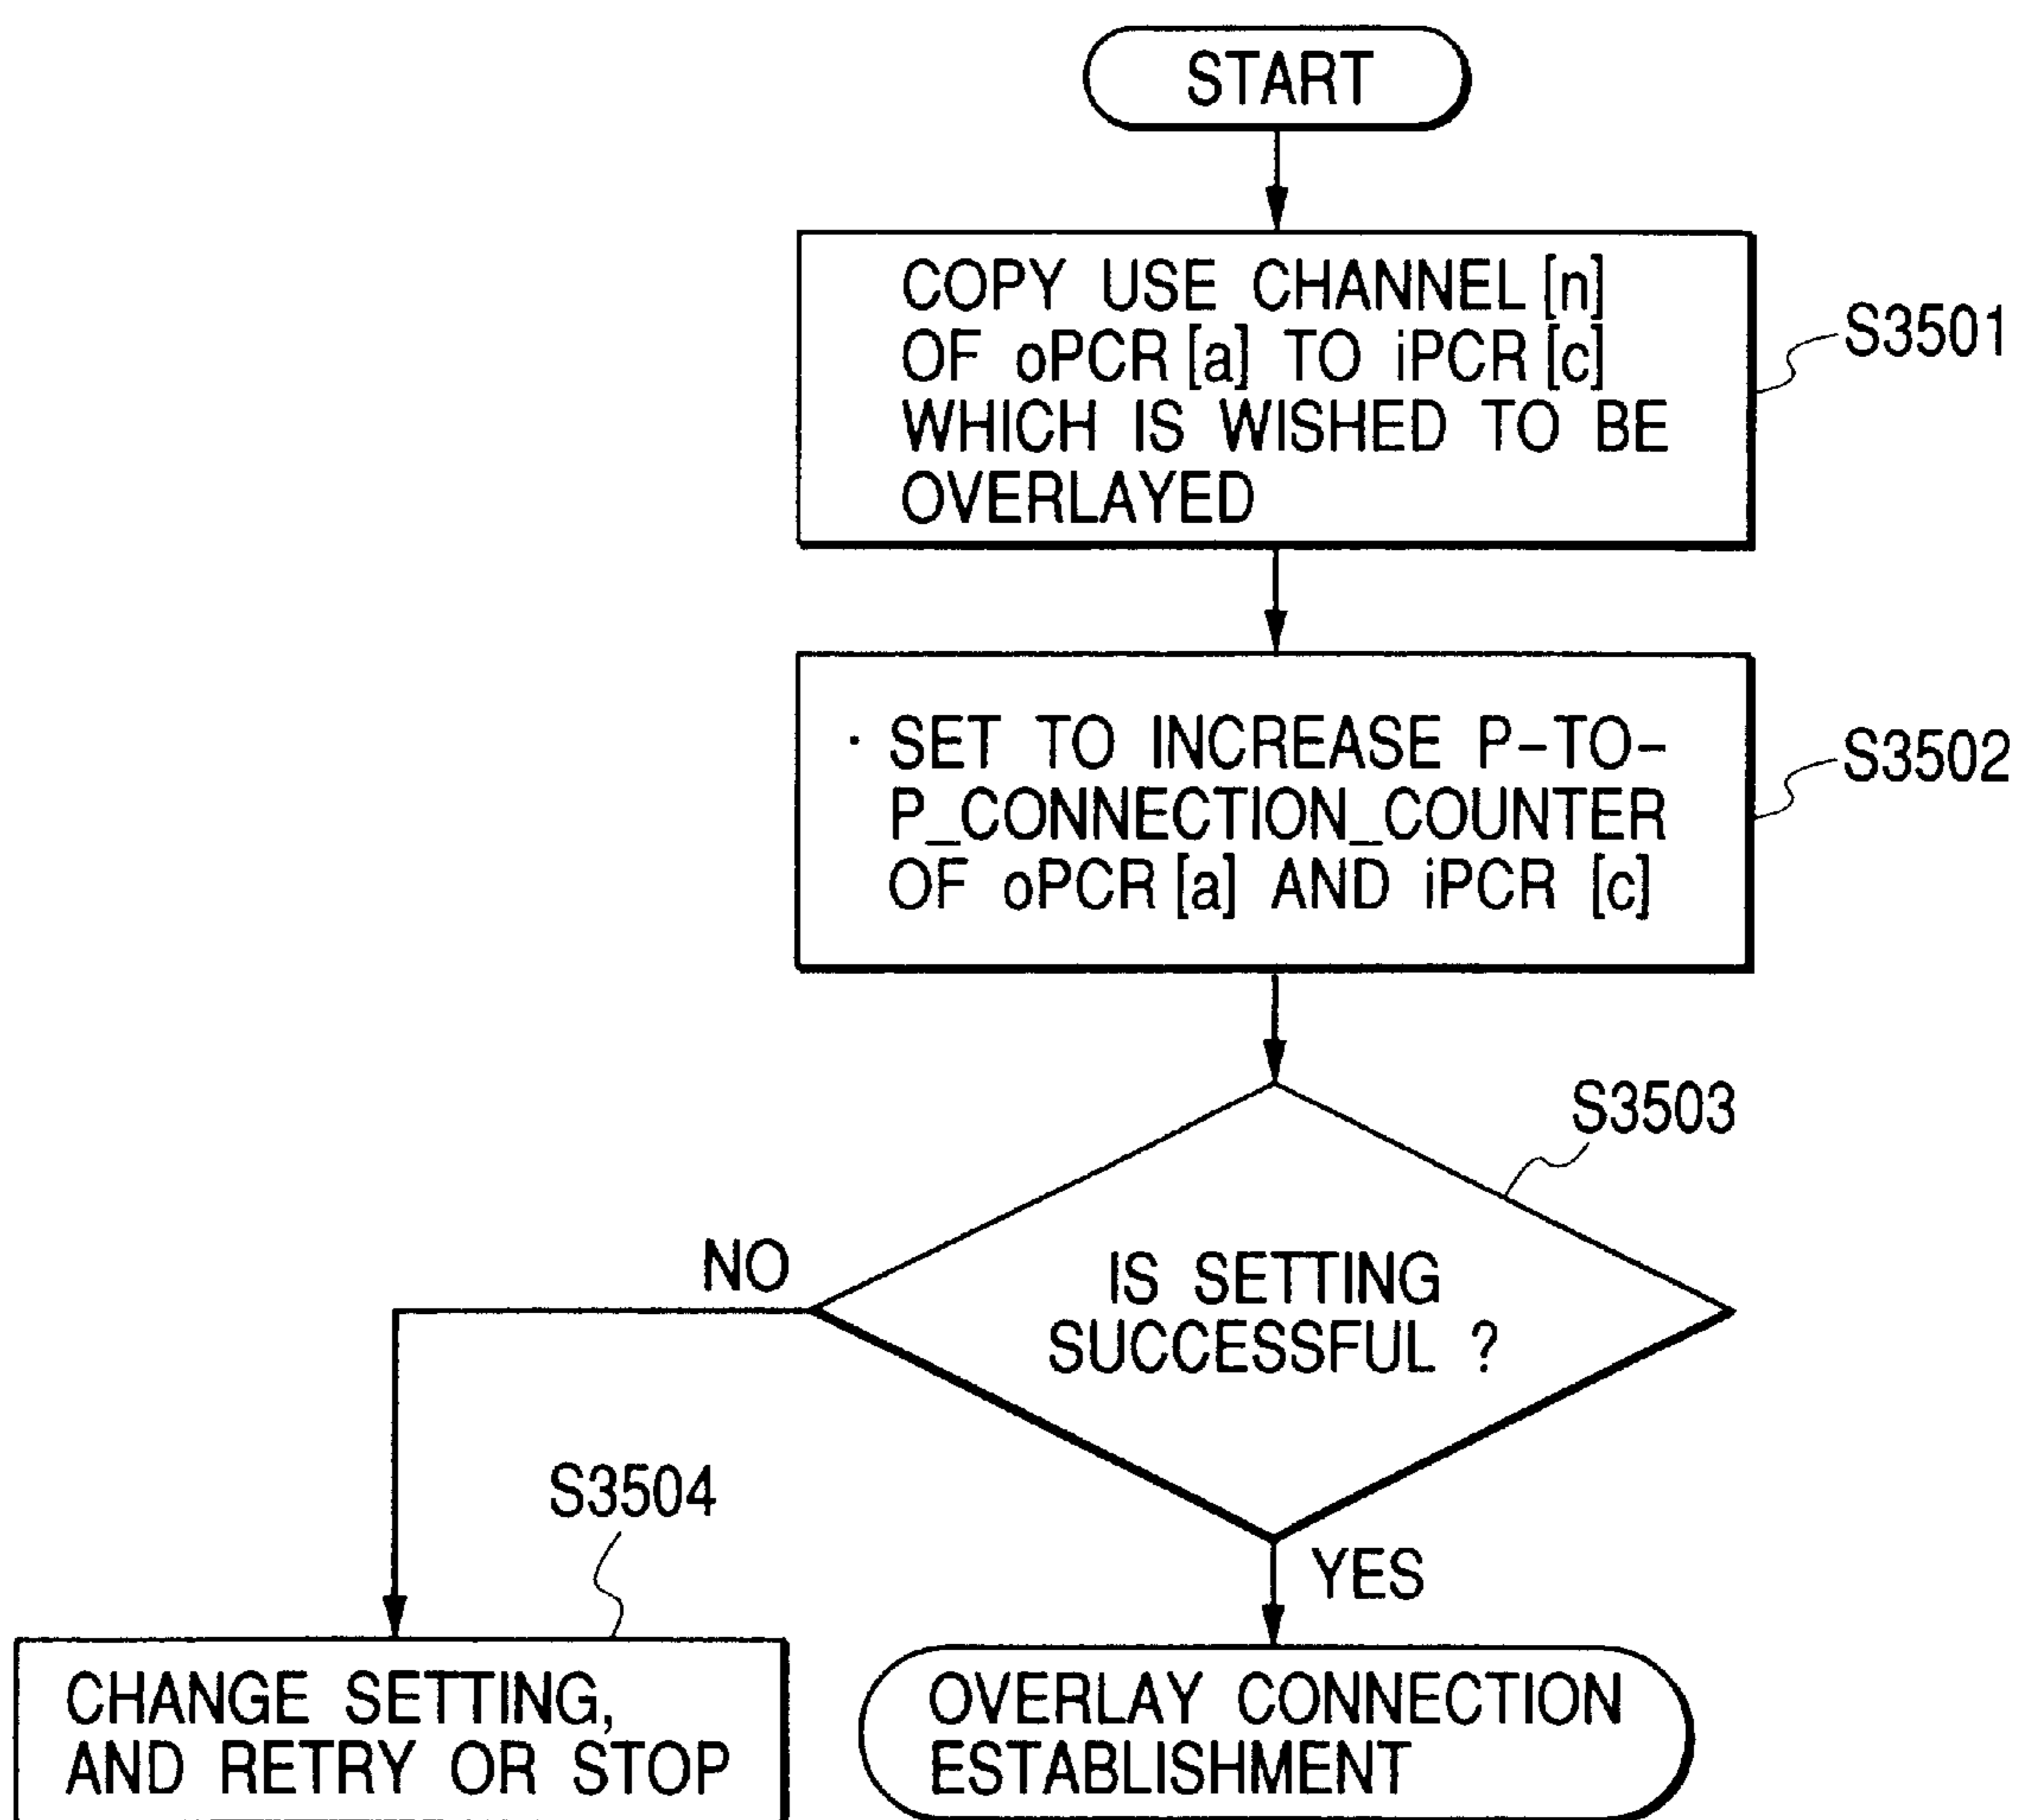 START
COPY USE CHANNEL [n]
OF oPCR [a] TO iPCR [c]
WHICH IS WISHED TO BE
OVERLAYED
S3501
· SET TO INCREASE P-TO-
P_CONNECTION_COUNTER
OF oPCR [a] AND iPCR [c]
S3502
S3503
IS SETTING
SUCCESSFUL ?
NO
YES
S3504
CHANGE SETTING,
AND RETRY OR STOP
OVERLAY CONNECTION
ESTABLISHMENT